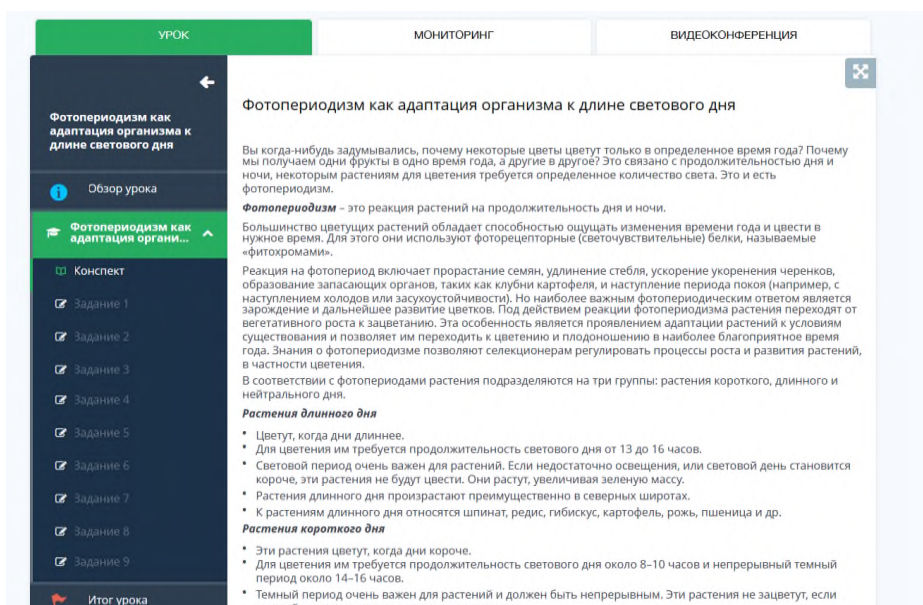 УРОК
МОНИТОРИНГ
ВИДЕОКОНФЕРЕНЦИЯ
Фотопериодизм как
адаптация организма к
длине светового дня
Обзор урока
Фотопериодизм как
адаптация органи...
Конспект
Задание 1
Задание 2
Задание 3
Задание 4
Задание 5
Задание 6
Задание 7
Задание 8
Задание 9
Итог урока
Фотопериодизм как адаптация организма к длине светового дня
Вы когда-нибудь задумывались, почему некоторые цветы цветут только в определенное время года? Почему
мы получаем одни фрукты в одно время года, а другие в другое? Это связано с продолжительностью дня и
ночи, некоторым растениям для цветения требуется определенное количество света. Это и есть
фотопериодизм.
Фотопериодизм – это реакция растений на продолжительность дня и ночи.
Большинство цветущих растений обладает способностью ощущать изменения времени года и цвести в
нужное время. Для этого они используют фоторецепторные (светочувствительные) белки, называемые
«фитохромами».
Реакция на фотопериод включает прорастание семян, удлинение стебля, ускорение укоренения черенков,
образование запасающих органов, таких как клубни картофеля, и наступление периода покоя (например, с
наступлением холодов или засухоустойчивости). Но наиболее важным фотопериодическим ответом является
зарождение и дальнейшее развитие цветков. Под действием реакции фотопериодизма растения переходят от
вегетативного роста к зацветанию. Эта особенность является проявлением адаптации растений к условиям
существования и позволяет им переходить к цветению и плодоношению в наиболее благоприятное время
года. Знания о фотопериодизме позволяют селекционерам регулировать процессы роста и развития растений,
в частности цветения.
В соответствии с фотопериодами растения подразделяются на три группы: растения короткого, длинного и
нейтрального дня.
Растения длинного дня
• Цветут, когда дни длиннее.
• Для цветения им требуется продолжительность светового дня от 13 до 16 часов.
• Световой период очень важен для растений. Если недостаточно освещения, или световой день становится
короче, эти растения не будут цвести. Они растут, увеличивая зеленую массу.
• Растения длинного дня произрастают преимущественно в северных широтах.
• К растениям длинного дня относятся шпинат, редис, гибискус, картофель, рожь, пшеница и др.
Растения короткого дня
• Эти растения цветут, когда дни короче.
• Для цветения им требуется продолжительность светового дня около 8–10 часов и непрерывный темный
период около 14–16 часов.
• Темный период очень важен для растений и должен быть непрерывным. Эти растения не зацветут, если